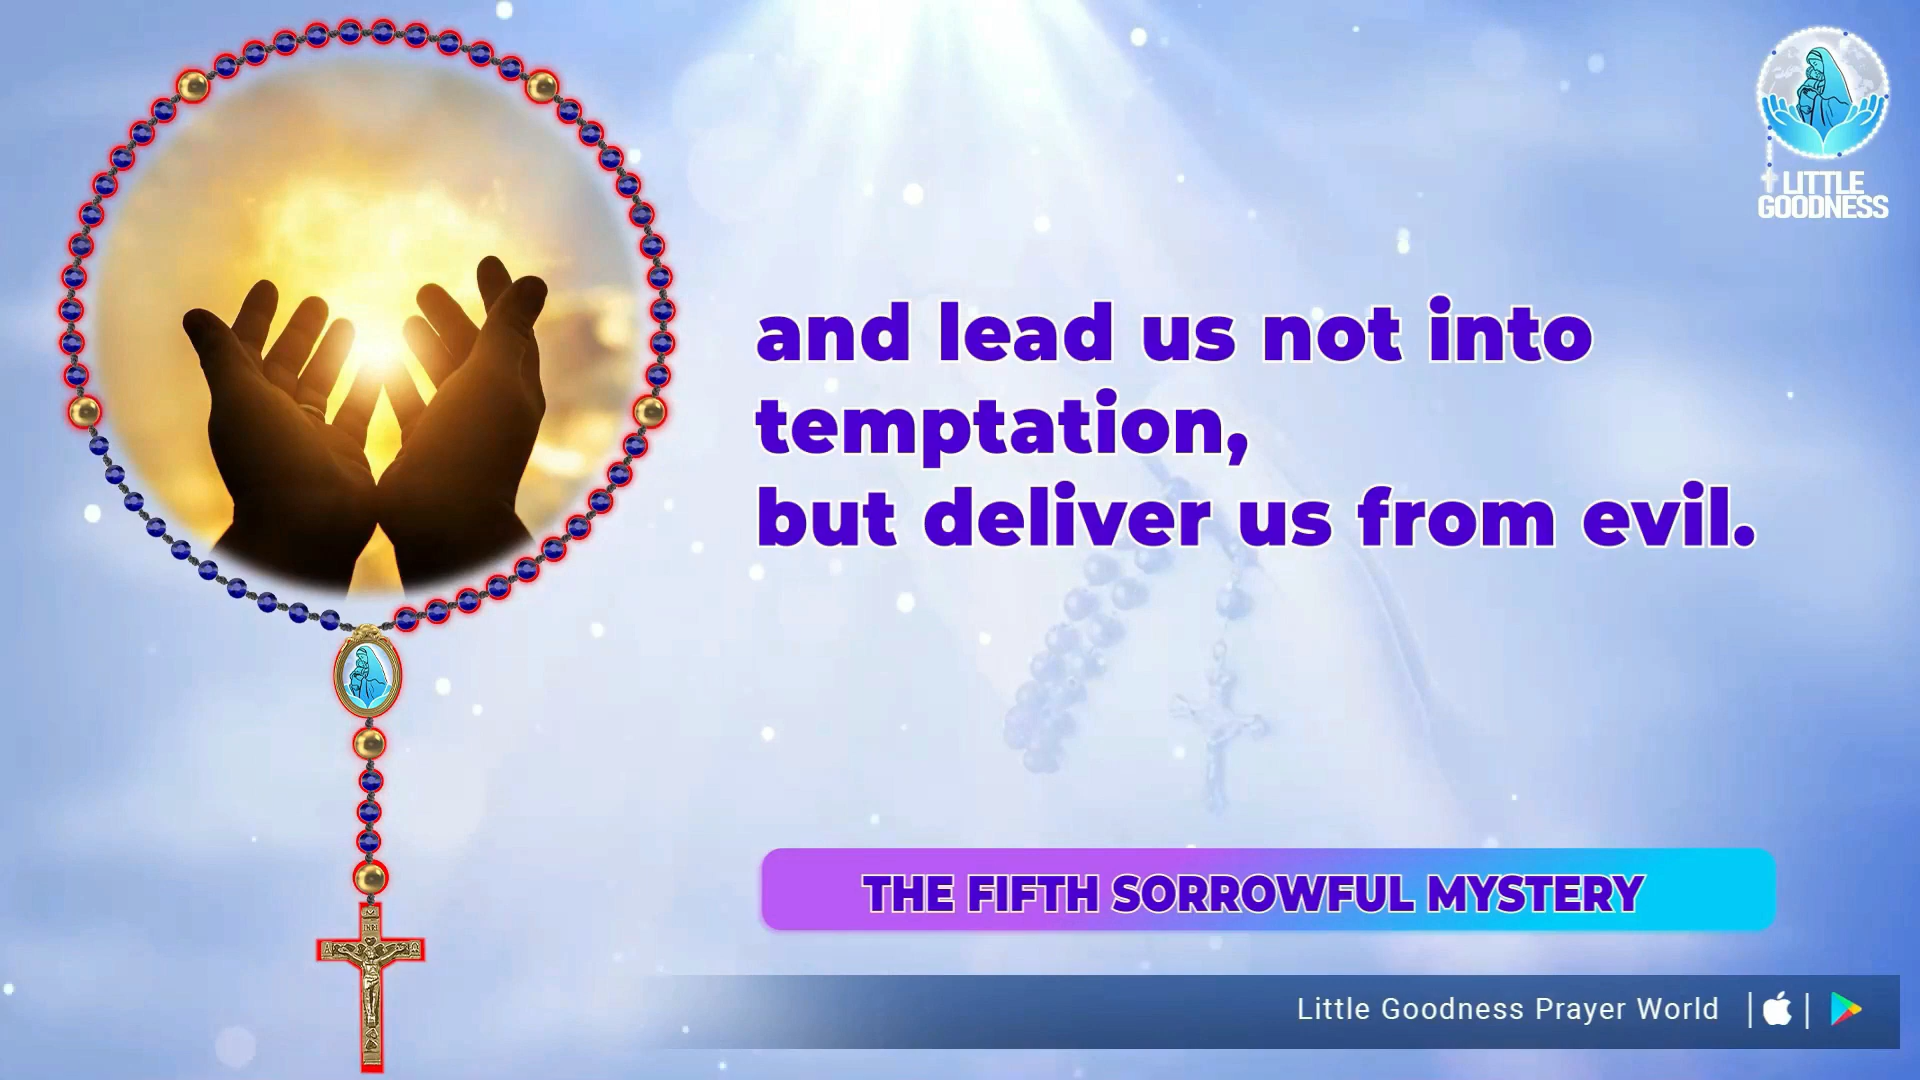 LITTLE
GOODNESS
and lead us not into
temptation,
but deliver us from evil.
THE FIFTH SORROWFUL MYSTERY
INRI
Little Goodness Prayer World